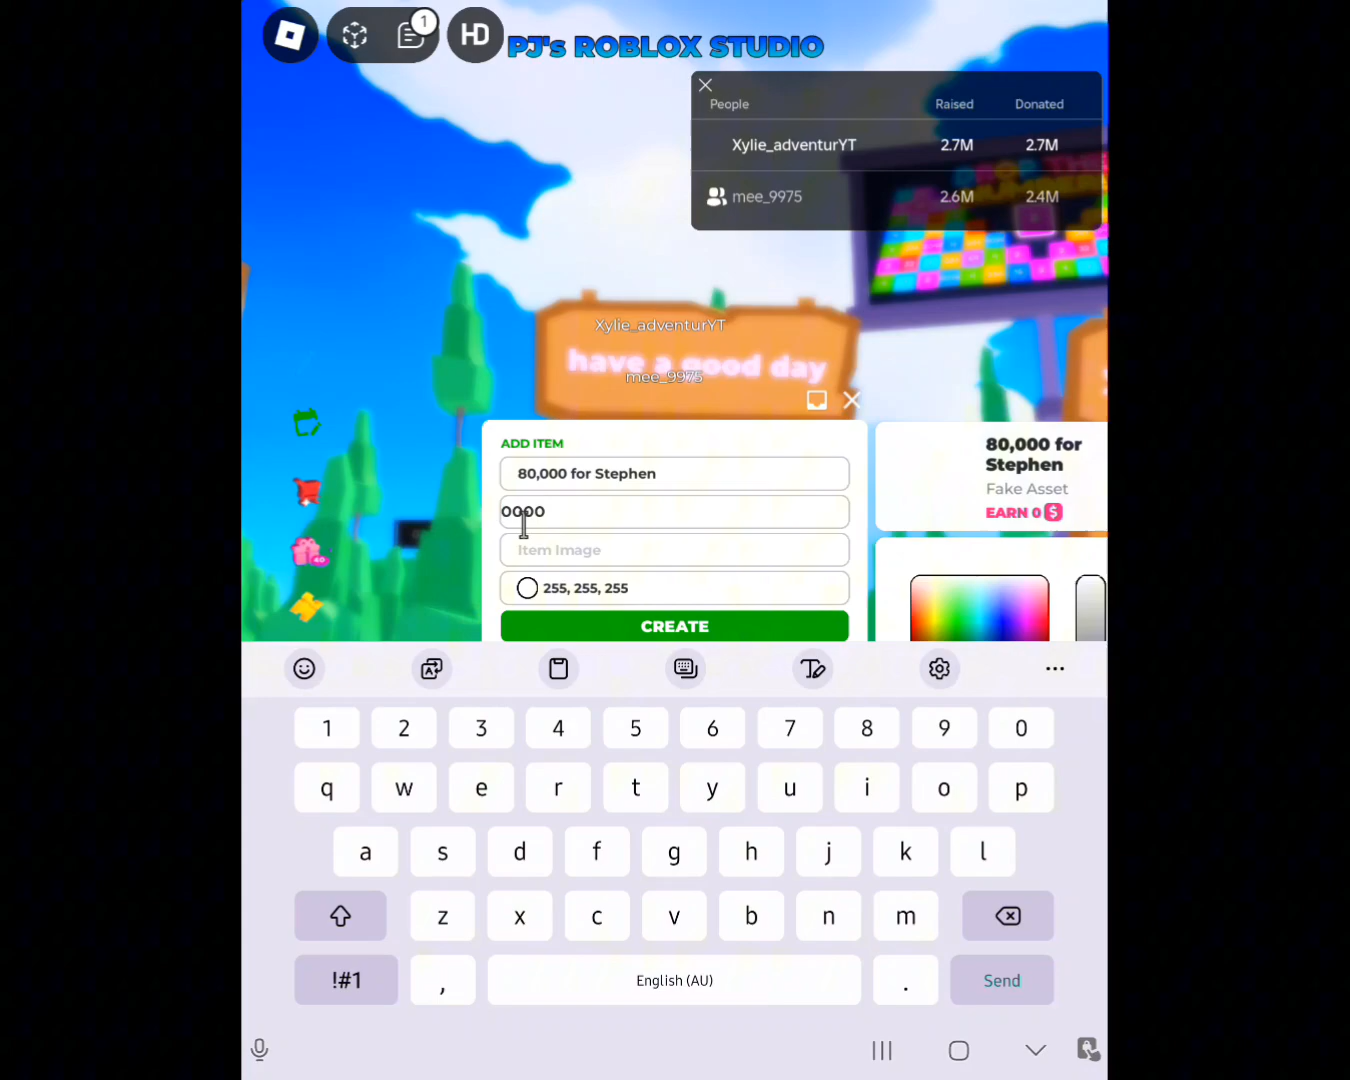 1
HD
PJ's ROBLOX STUDIO
People Raised Donated
Xylie_adventurYT 2.7M 2.7M
mee_9975 2.6M 2.4M
Xylie_adventurYT
have a good day
mee_9975
ADD ITEM
80,000 for Stephen
0000
Item Image
255, 255, 255
CREATE
80,000 for
Stephen
Fake Asset
EARN 0
1 2 3 4 5 6 7 8 9 0
q w e r t y u i o p
a s d f g h j k l
z x c v b n m
!#1 , English (AU) . Send